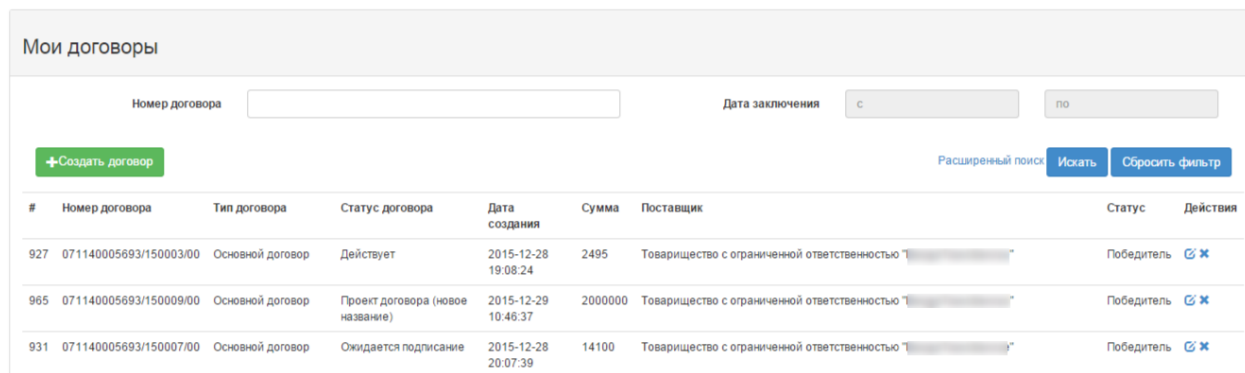 Мои договоры
Номер договора
Дата заключения с по
+Создать договор
Расширенный поиск Искать Сбросить фильтр
# Номер договора Тип договора Статус договора Дата создания Сумма Поставщик Статус Действия
927 071140005693/150003/00 Основной договор Действует 2015-12-28 19:08:24 2495 Товарищество с ограниченной ответственностью " " Победитель
965 071140005693/150009/00 Основной договор Проект договора (новое название) 2015-12-29 10:46:37 2000000 Товарищество с ограниченной ответственностью " " Победитель
931 071140005693/150007/00 Основной договор Ожидается подписание 2015-12-28 20:07:39 14100 Товарищество с ограниченной ответственностью " " Победитель